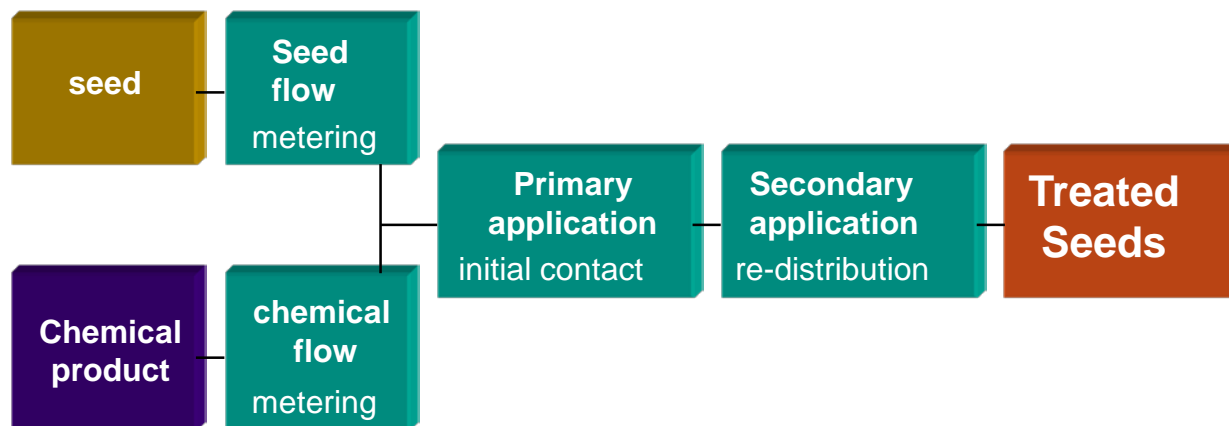 seed
Seed
flow
metering
Chemical
product
chemical
flow
metering
Primary
application
initial contact
Secondary
application
re-distribution
Treated
Seeds